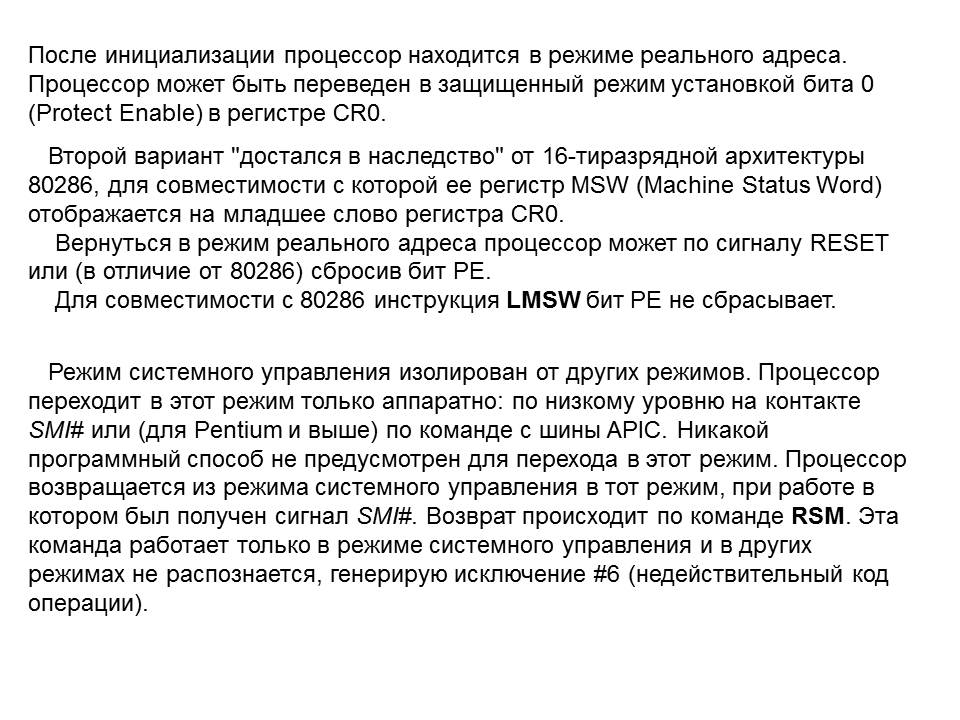 После инициализации процессор находится в режиме реального адреса.
Процессор может быть переведен в защищенный режим установкой бита 0
(Protect Enable) в регистре CR0.
Второй вариант "достался в наследство" от 16-тиразрядной архитектуры
80286, для совместимости с которой ее регистр MSW (Machine Status Word)
отображается на младшее слово регистра CR0.
Вернуться в режим реального адреса процессор может по сигналу RESET
или (в отличие от 80286) сбросив бит PE.
Для совместимости с 80286 инструкция LMSW бит PE не сбрасывает.
Режим системного управления изолирован от других режимов. Процессор
переходит в этот режим только аппаратно: по низкому уровню на контакте
SMI# или (для Pentium и выше) по команде с шины APIC. Никакой
программный способ не предусмотрен для перехода в этот режим. Процессор
возвращается из режима системного управления в тот режим, при работе в
котором был получен сигнал SMI#. Возврат происходит по команде RSM. Эта
команда работает только в режиме системного управления и в других
режимах не распознается, генерирую исключение #6 (недействительный код
операции).